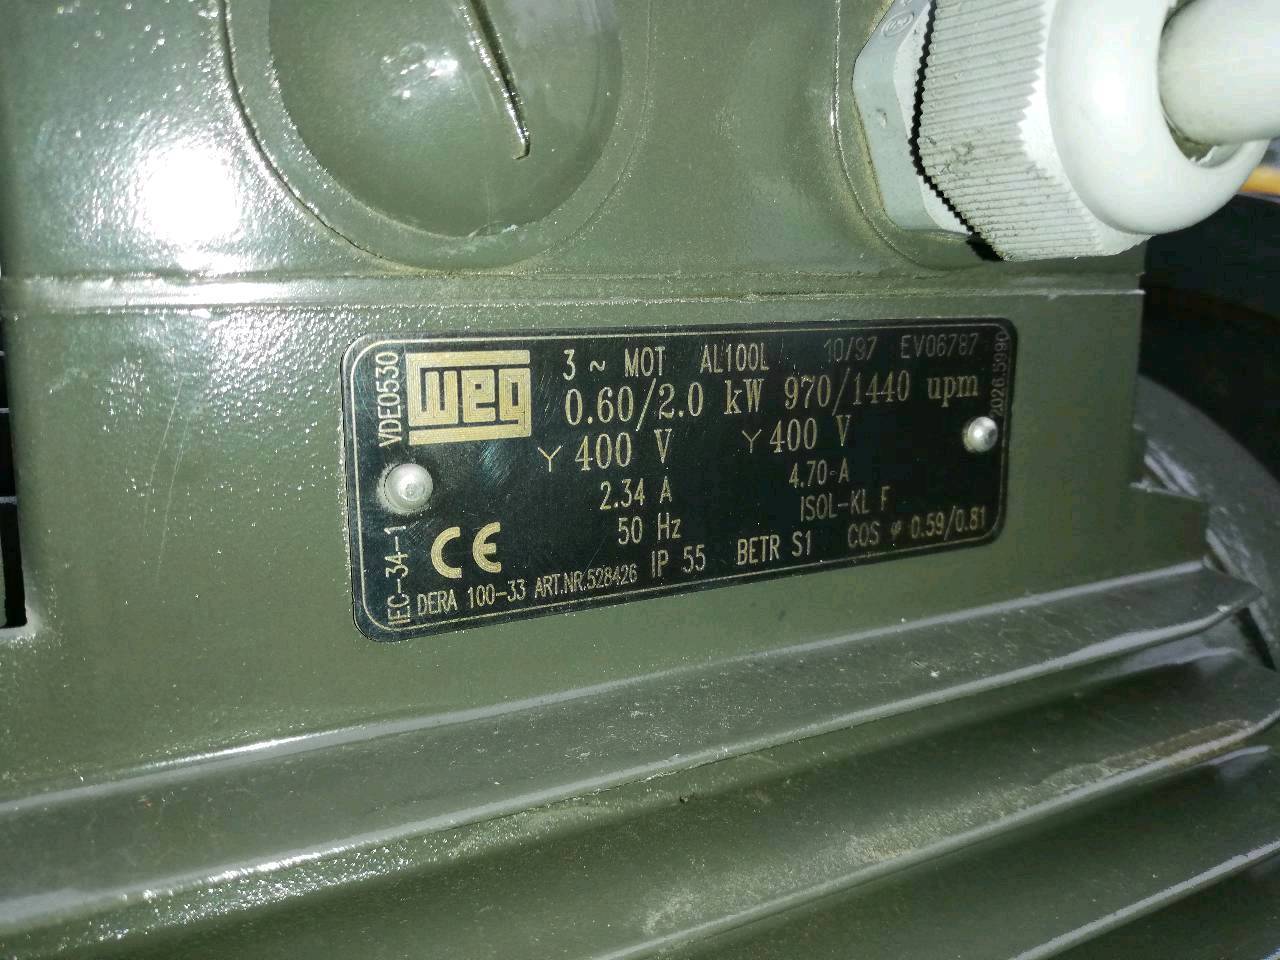 VDE0530
IEC-34-1
WEG
3 ~ MOT AL100L 10/97 EV06787
0.60/2.0 kW 970/1440 upm
Y 400 V Y 400 V
2.34 A 4.70-A
50 Hz ISOL-KL F
IP 55 BETR S1 COS φ 0.59/0.81
CE
DERA 100-33 ART.NR.528426
2026.5990